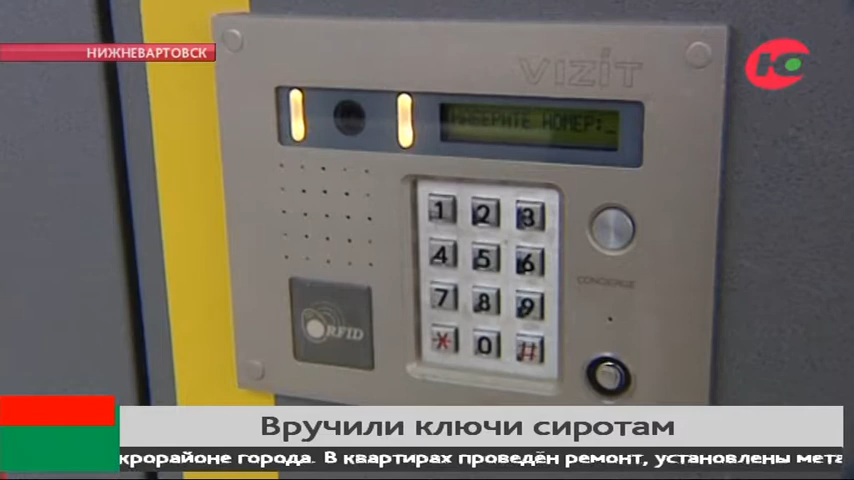 НИЖНЕВАРТОВСК
Ю
VIZIT
НАБЕРИТЕ НОМЕР:_
1 2 3
4 5 6
7 8 9
* 0 #
CONCIERGE
RFID
Вручили ключи сиротам
крорайоне города. В квартирах проведён ремонт, установлены мета